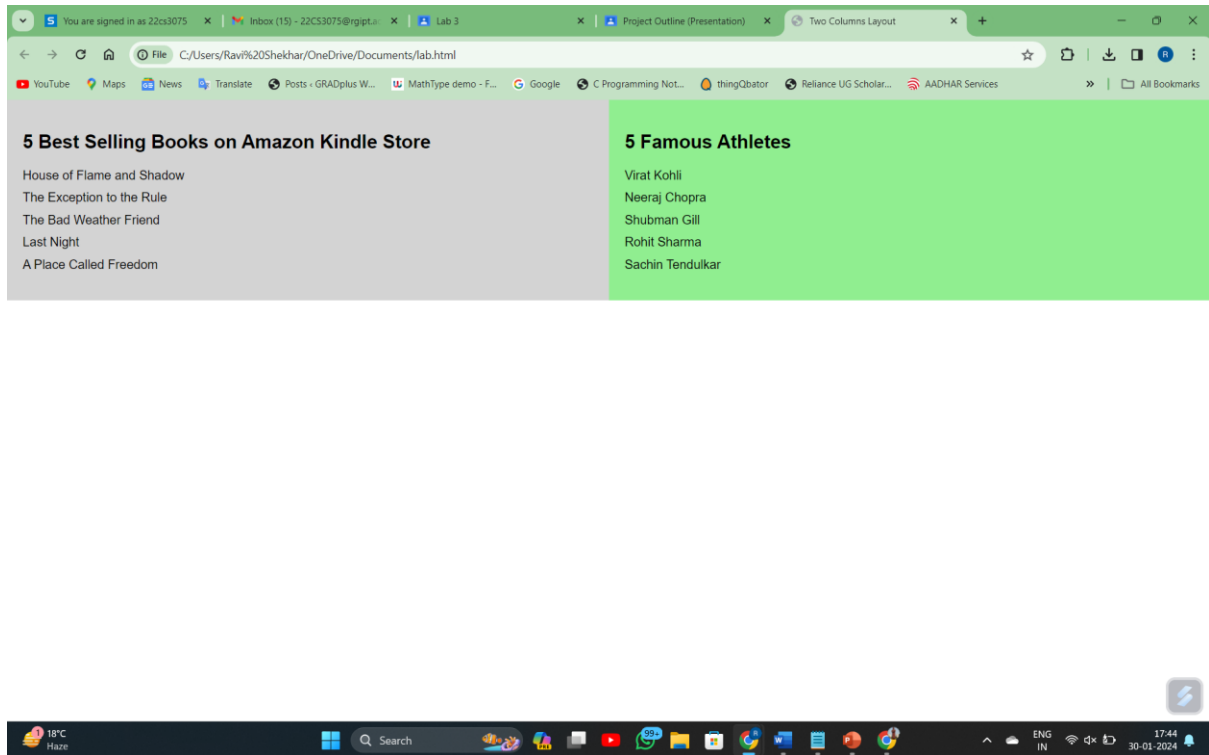 You are signed in as 22cs3075
Inbox (15) - 22CS3075@rgipt.a
Lab 3
Project Outline (Presentation)
Two Columns Layout
File C:/Users/Ravi%20Shekhar/OneDrive/Documents/lab.html
YouTube Maps News Translate Posts ‹ GRADplus W... MathType demo - F... Google C Programming Not... thingQbator Reliance UG Scholar... AADHAR Services » All Bookmarks
5 Best Selling Books on Amazon Kindle Store
House of Flame and Shadow
The Exception to the Rule
The Bad Weather Friend
Last Night
A Place Called Freedom
5 Famous Athletes
Virat Kohli
Neeraj Chopra
Shubman Gill
Rohit Sharma
Sachin Tendulkar
18°C
Haze
Search
99+
ENG
IN
17:44
30-01-2024